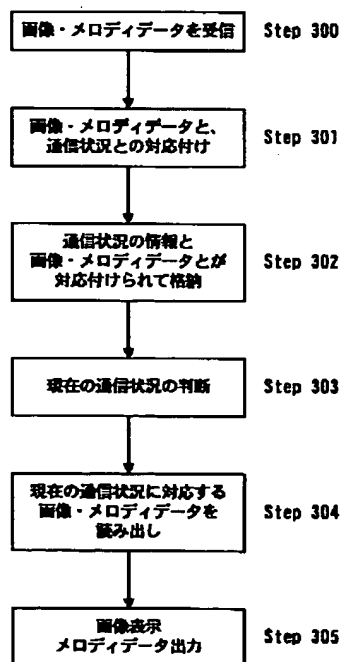 画像・メロディデータを受信
Step 300
画像・メロディデータと、
通信状況との対応付け
Step 301
通信状況の情報と
画像・メロディデータとが
対応付けられて格納
Step 302
現在の通信状況の判断
Step 303
現在の通信状況に対応する
画像・メロディデータを
読み出し
Step 304
画像表示
メロディデータ出力
Step 305